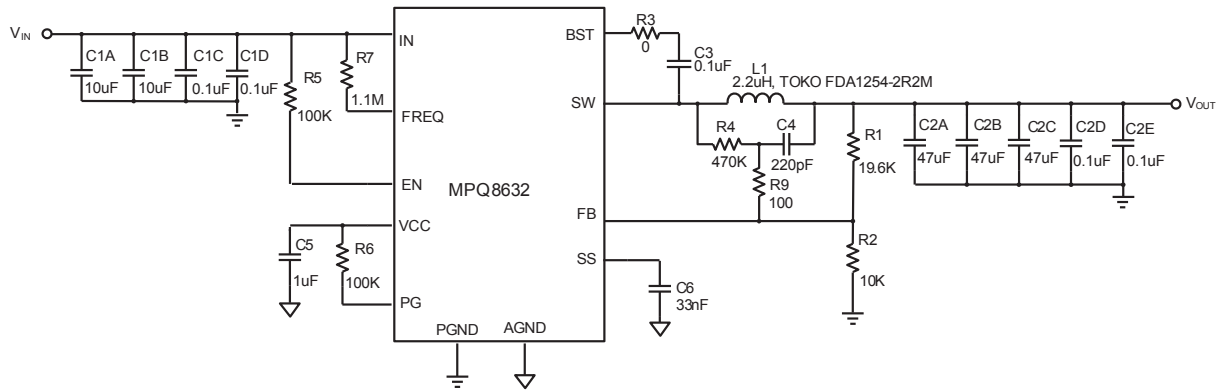 VIN
C1A
10uF
C1B
10uF
C1C
0.1uF
C1D
0.1uF
R5
100K
R7
1.1M
IN
FREQ
EN
VCC
PG
PGND
AGND
MPQ8632
BST
SW
FB
SS
C5
1uF
R6
100K
R3
0
C3
0.1uF
L1
2.2uH, TOKO FDA1254-2R2M
R4
470K
C4
220pF
R9
100
R1
19.6K
R2
10K
C6
33nF
C2A
47uF
C2B
47uF
C2C
47uF
C2D
0.1uF
C2E
0.1uF
VOUT